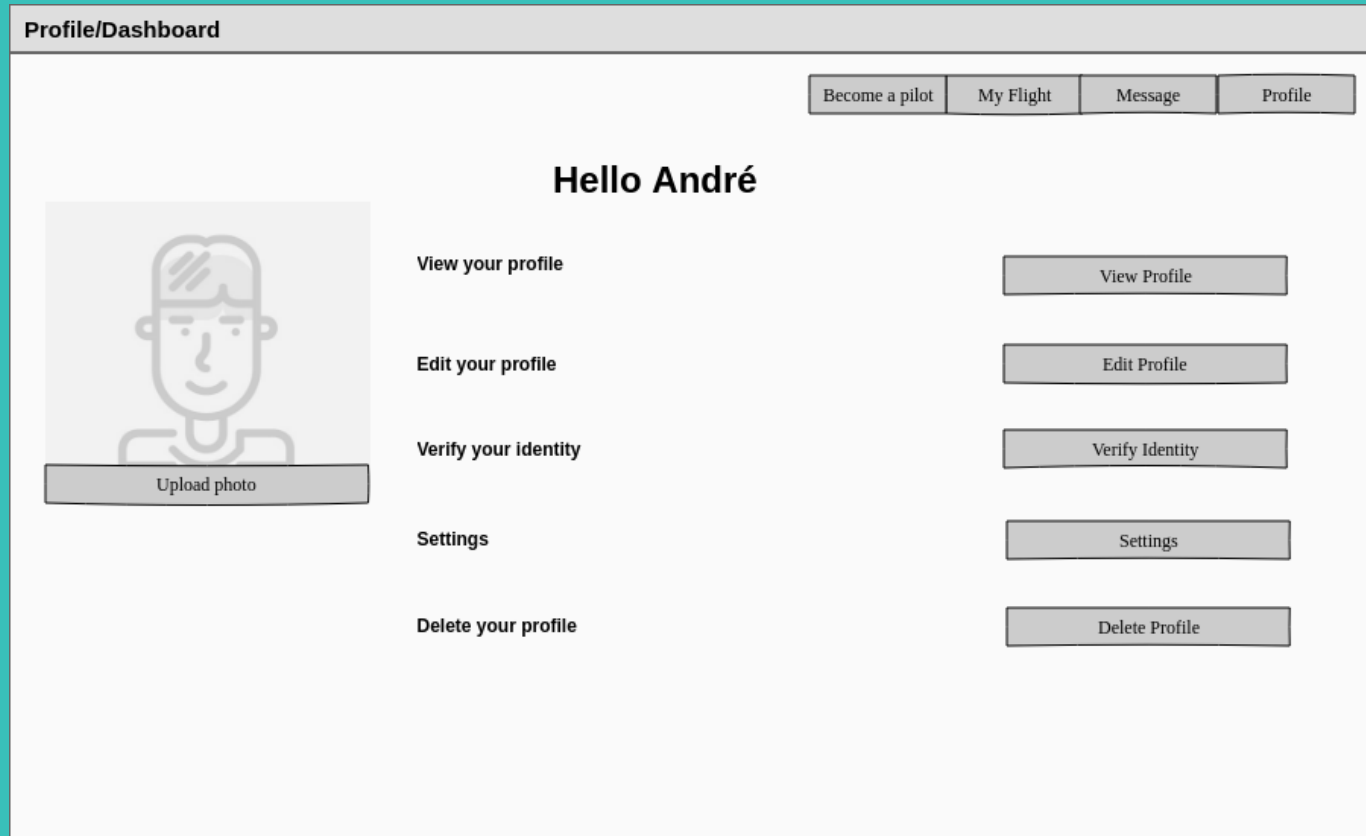 Profile/Dashboard
Become a pilot
My Flight
Message
Profile
Hello André
View your profile
View Profile
Edit your profile
Edit Profile
Verify your identity
Verify Identity
Upload photo
Settings
Settings
Delete your profile
Delete Profile